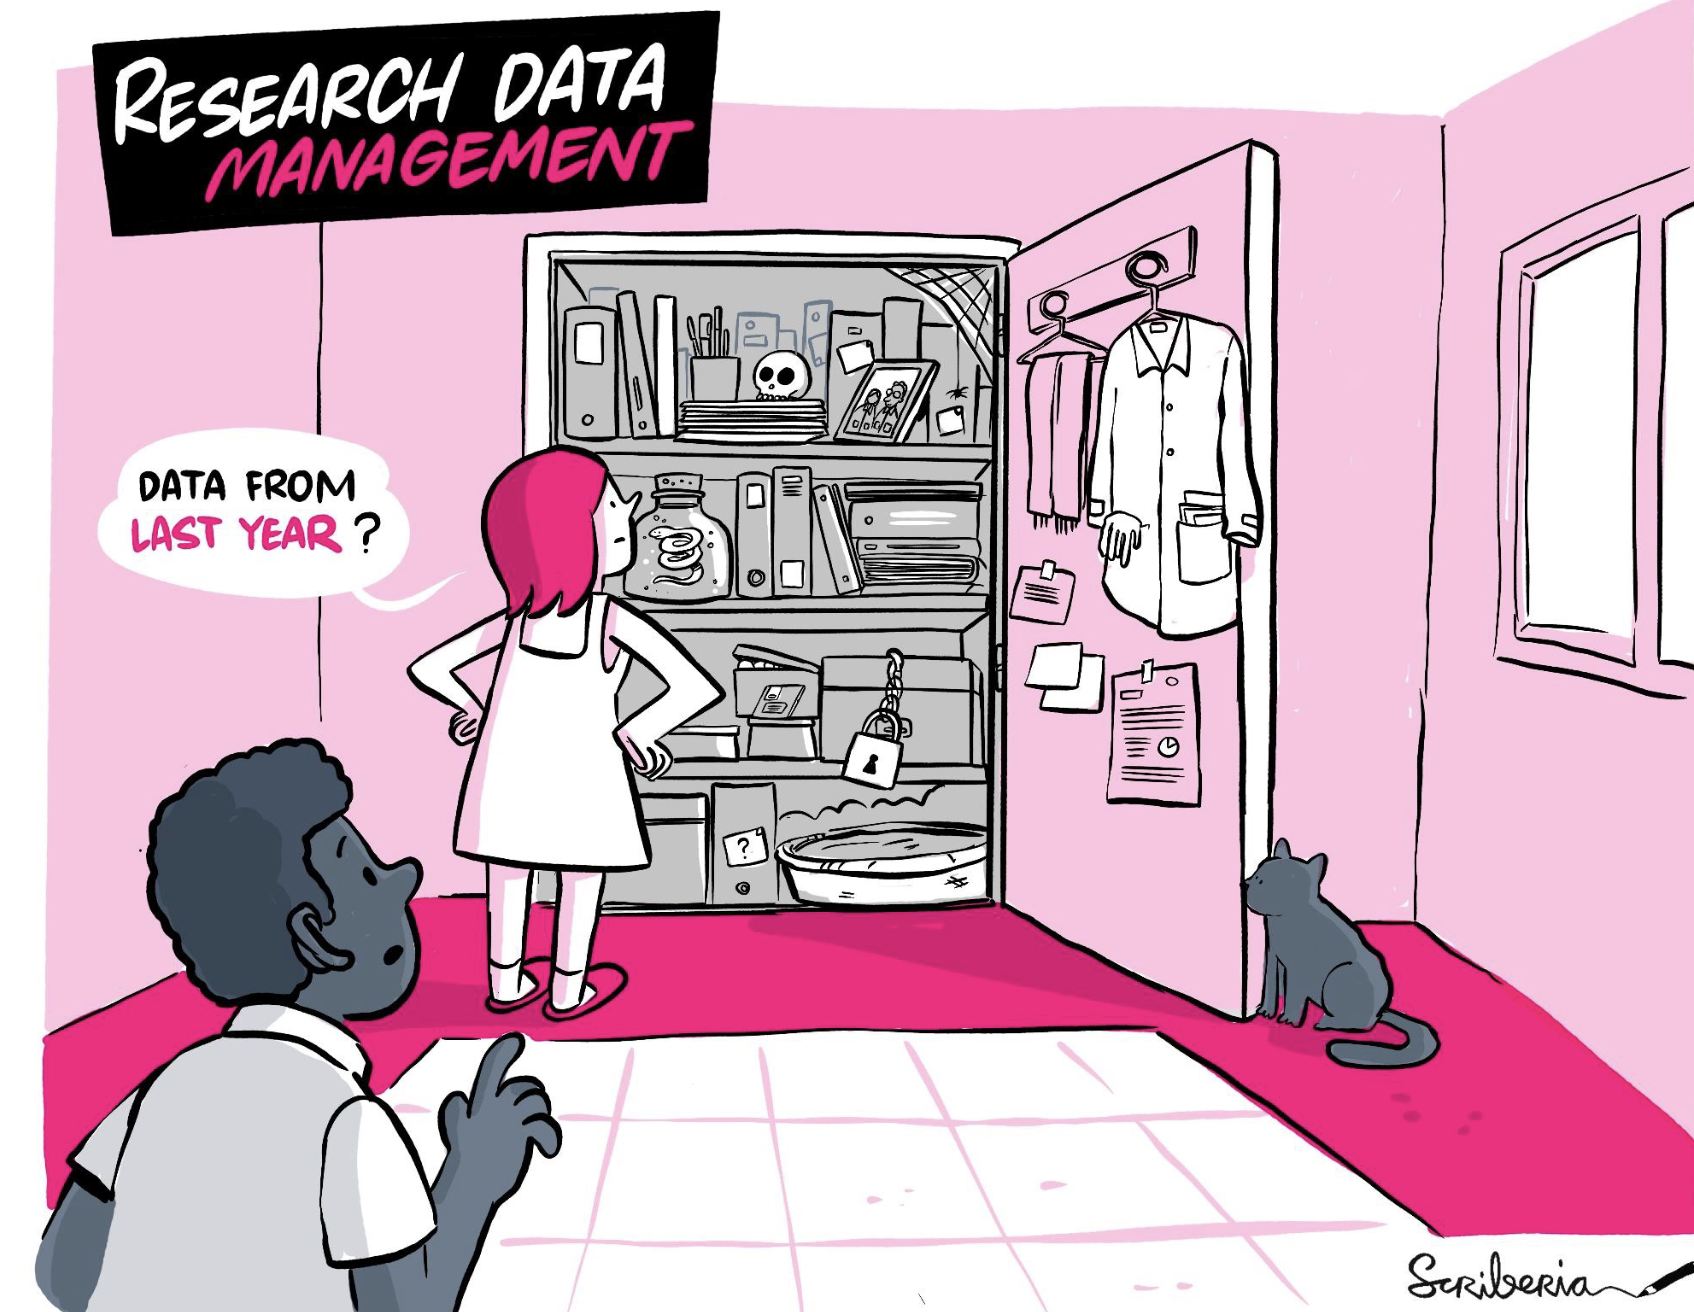 RESEARCH DATA
MANAGEMENT
DATA FROM
LAST YEAR?
?
Scriberia